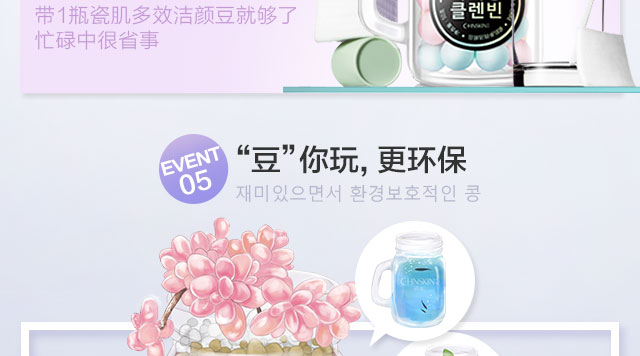 带1瓶瓷肌多效洁颜豆就够了
忙碌中很省事
클렌빈
CHNSKIN
EVENT
05
“豆”你玩, 更环保
재미있으면서 환경보호적인 콩
CHNSKIN